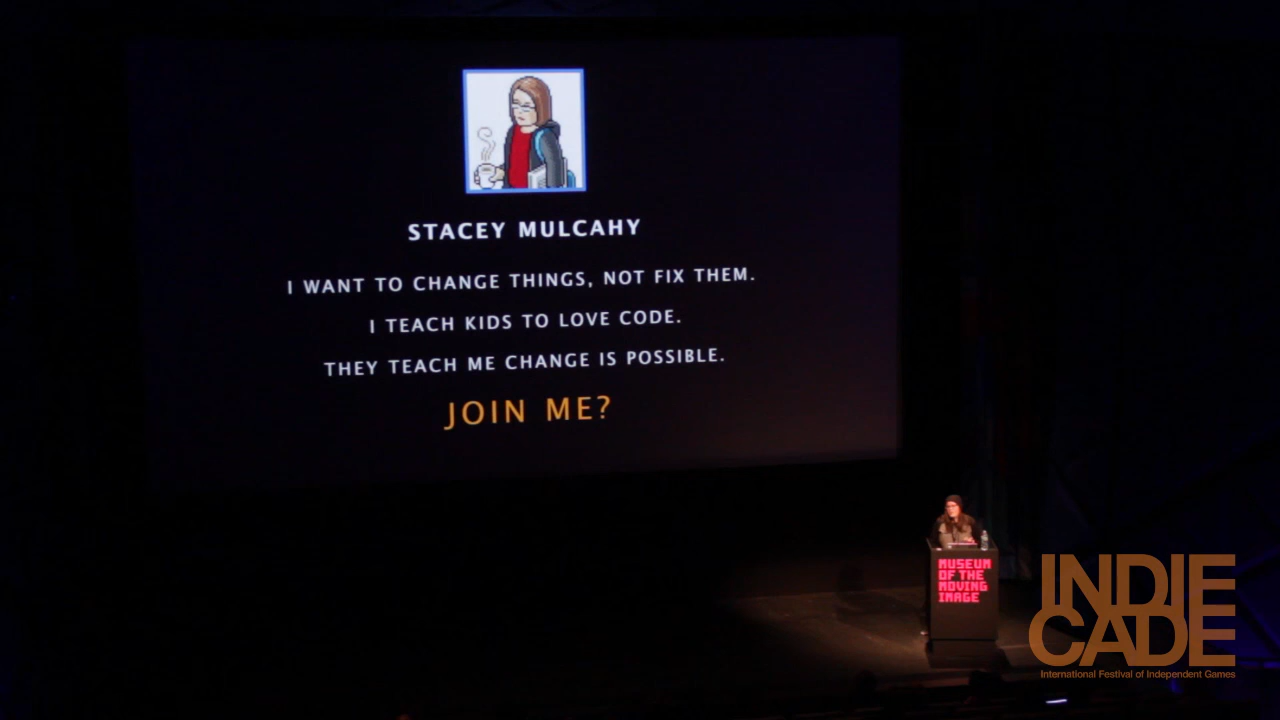 STACEY MULCAHY
I WANT TO CHANGE THINGS, NOT FIX THEM.
I TEACH KIDS TO LOVE CODE.
THEY TEACH ME CHANGE IS POSSIBLE.
JOIN ME?
MUSEUM
OF THE
MOVING
IMAGE
INDIE
CADE
International Festival of Independent Games